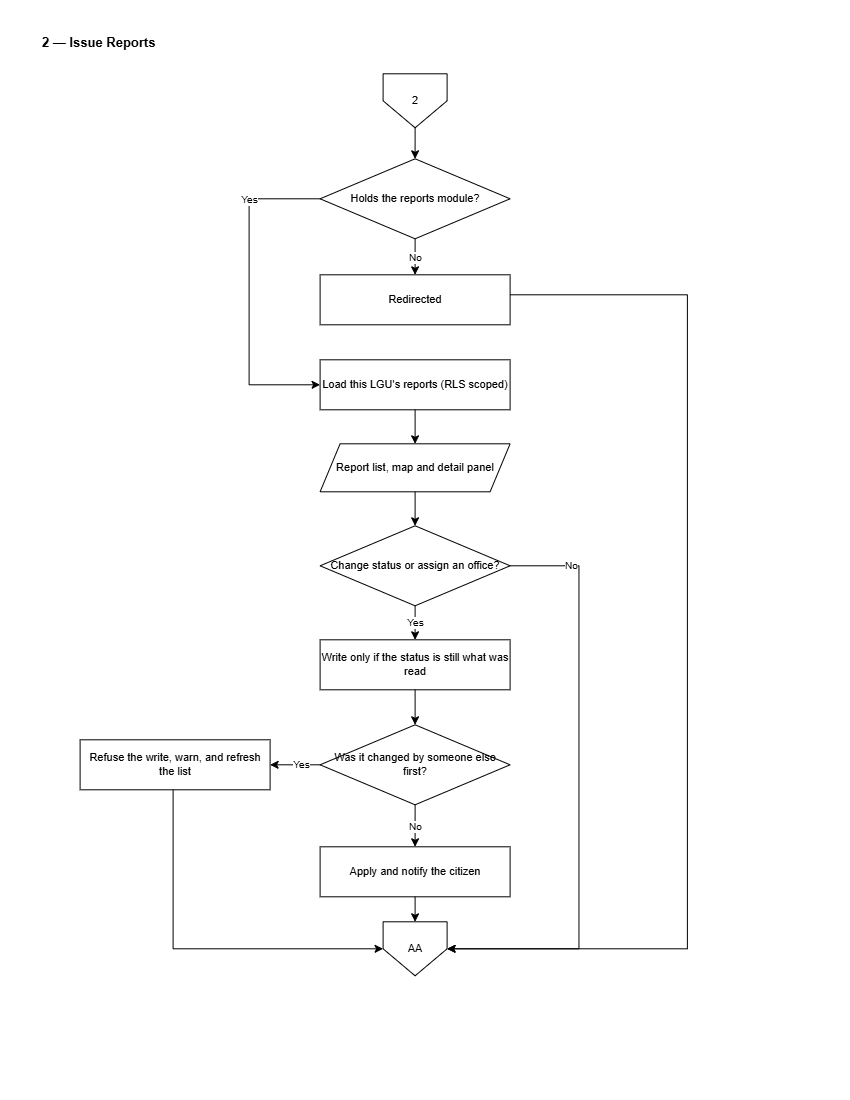 2 — Issue Reports
2
Holds the reports module?
Yes
No
Redirected
Load this LGU's reports (RLS scoped)
Report list, map and detail panel
Change status or assign an office?
No
Yes
Write only if the status is still what was
read
Was it changed by someone else
first?
Yes
Refuse the write, warn, and refresh
the list
No
Apply and notify the citizen
AA